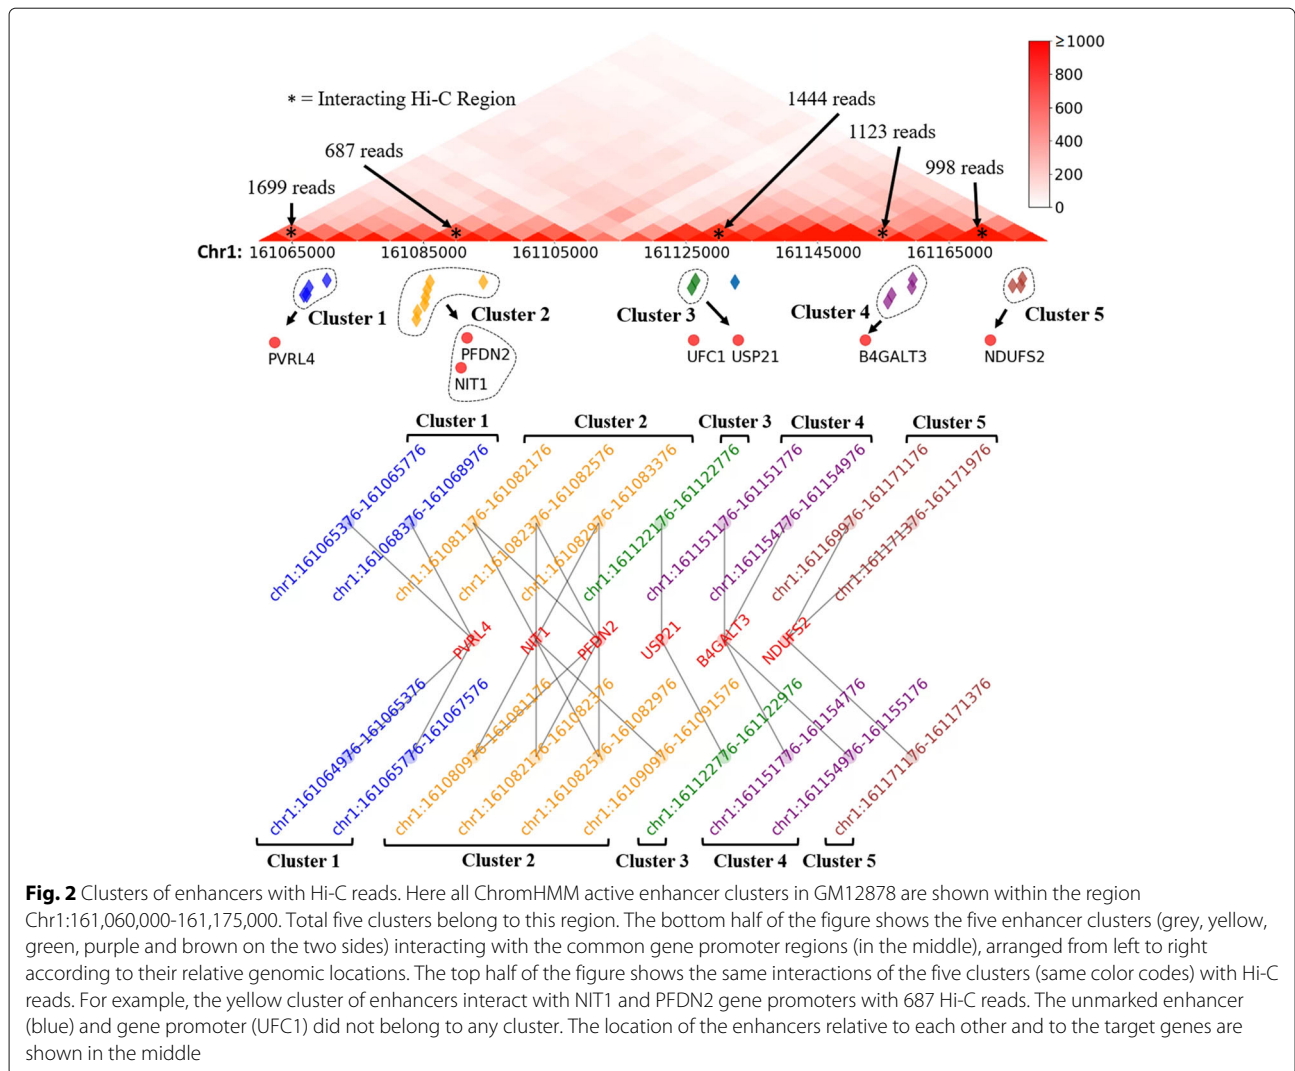 ≥1000
800
600
400
200
0
* = Interacting Hi-C Region
1444 reads
1123 reads
998 reads
687 reads
1699 reads
Chr1: 161065000 161085000 161105000 161125000 161145000 161165000
Cluster 1
Cluster 2
Cluster 3
Cluster 4
Cluster 5
PVRL4
PFDN2
NIT1
UFC1 USP21
B4GALT3
NDUFS2
Cluster 1 Cluster 2 Cluster 3 Cluster 4 Cluster 5
chr1:161065376-161065776
chr1:161068376-161068976
chr1:161081176-161082176
chr1:161082376-161082576
chr1:161082976-161083376
chr1:161122176-161122776
chr1:161151176-161151776
chr1:161154776-161154976
chr1:161169976-161171176
chr1:161171376-161171976
PVRL4
NIT1
PFDN2
USP21
B4GALT3
NDUFS2
chr1:161064976-161065376
chr1:161065776-161067576
chr1:161080976-161081176
chr1:161082176-161082376
chr1:161082576-161082976
chr1:161090976-161091576
chr1:161122776-161122976
chr1:161151776-161154776
chr1:161154976-161155176
chr1:161171176-161171376
Cluster 1 Cluster 2 Cluster 3 Cluster 4 Cluster 5
Fig. 2 Clusters of enhancers with Hi-C reads. Here all ChromHMM active enhancer clusters in GM12878 are shown within the region
Chr1:161,060,000-161,175,000. Total five clusters belong to this region. The bottom half of the figure shows the five enhancer clusters (grey, yellow,
green, purple and brown on the two sides) interacting with the common gene promoter regions (in the middle), arranged from left to right
according to their relative genomic locations. The top half of the figure shows the same interactions of the five clusters (same color codes) with Hi-C
reads. For example, the yellow cluster of enhancers interact with NIT1 and PFDN2 gene promoters with 687 Hi-C reads. The unmarked enhancer
(blue) and gene promoter (UFC1) did not belong to any cluster. The location of the enhancers relative to each other and to the target genes are
shown in the middle